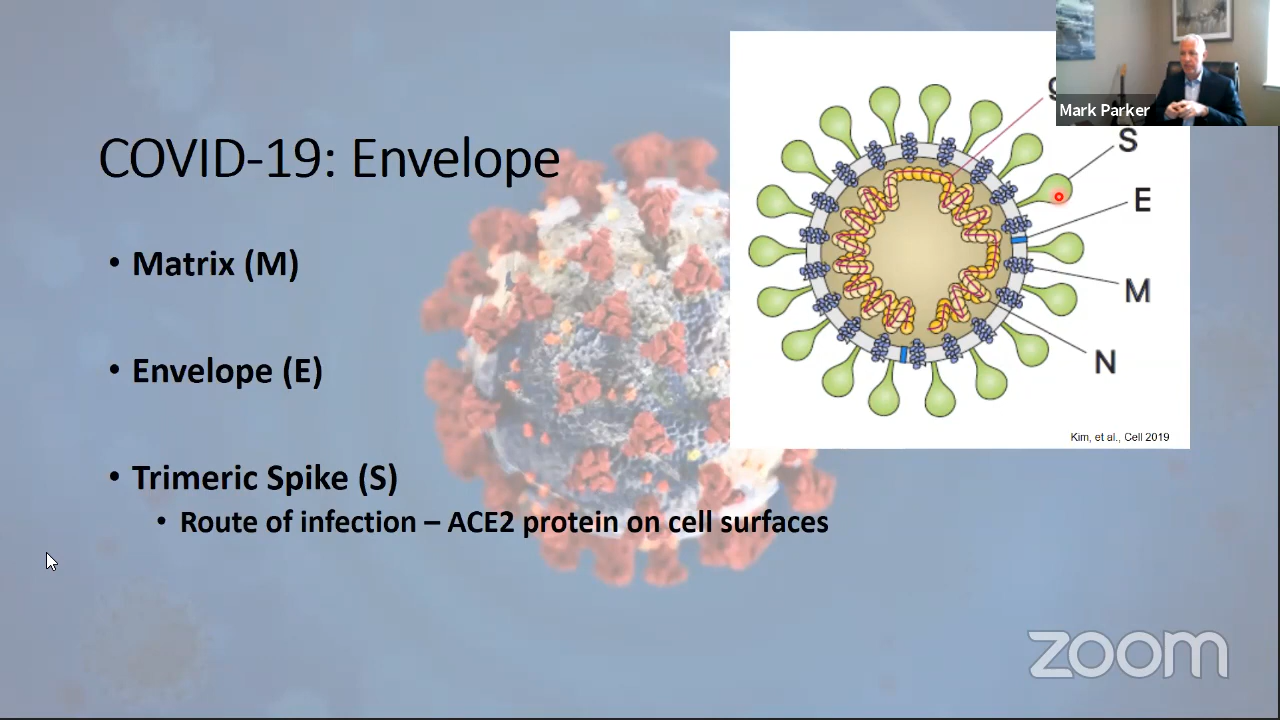 COVID-19: Envelope
• Matrix (M)
• Envelope (E)
• Trimeric Spike (S)
• Route of infection – ACE2 protein on cell surfaces
S
E
M
N
Kim, et al., Cell 2019
Mark Parker
zoom